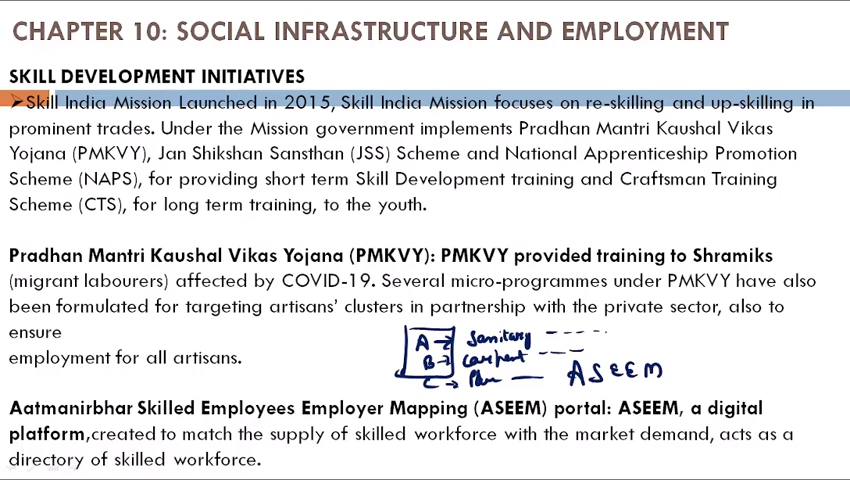 CHAPTER 10: SOCIAL INFRASTRUCTURE AND EMPLOYMENT
SKILL DEVELOPMENT INITIATIVES
➤Skill India Mission Launched in 2015, Skill India Mission focuses on re-skilling and up-skilling in
prominent trades. Under the Mission government implements Pradhan Mantri Kaushal Vikas
Yojana (PMKVY), Jan Shikshan Sansthan (JSS) Scheme and National Apprenticeship Promotion
Scheme (NAPS), for providing short term Skill Development training and Craftsman Training
Scheme (CTS), for long term training, to the youth.
Pradhan Mantri Kaushal Vikas Yojana (PMKVY): PMKVY provided training to Shramiks
(migrant labourers) affected by COVID-19. Several micro-programmes under PMKVY have also
been formulated for targeting artisans' clusters in partnership with the private sector, also to
ensure
employment for all artisans.
A → Sanitary
B →
C →
ASEEM
Aatmanirbhar Skilled Employees Employer Mapping (ASEEM) portal: ASEEM, a digital
platform,created to match the supply of skilled workforce with the market demand, acts as a
directory of skilled workforce.